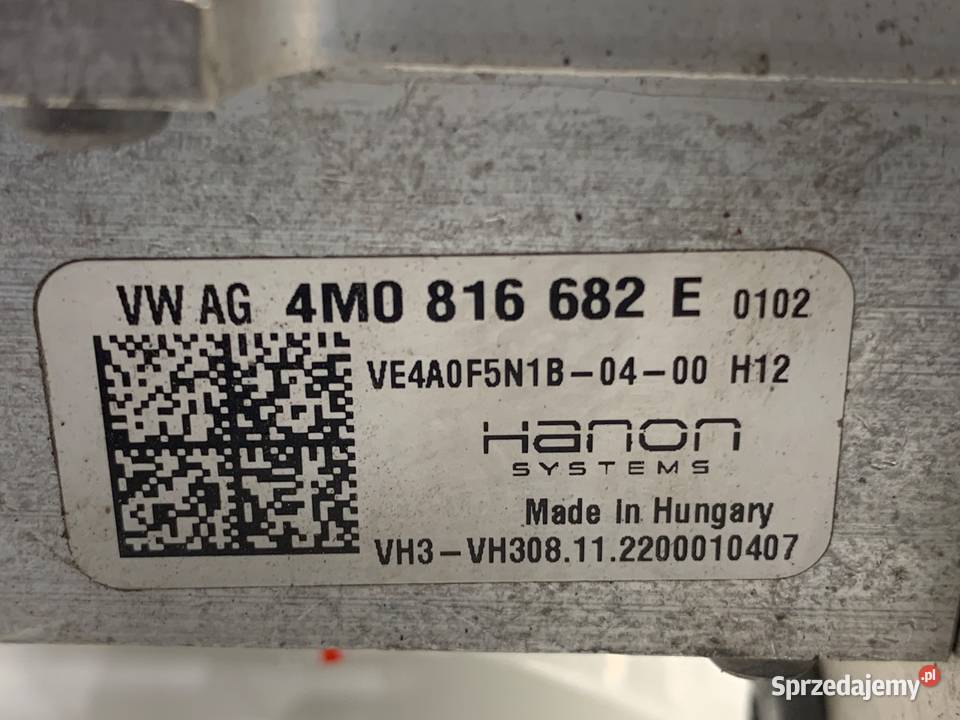 VW AG 4M0 816 682 E 0102
VE4A0F5N1B-04-00 H12
Hanon
SYSTEMS
Made In Hungary
VH3-VH308.11.2200010407
Sprzedajemy.pl